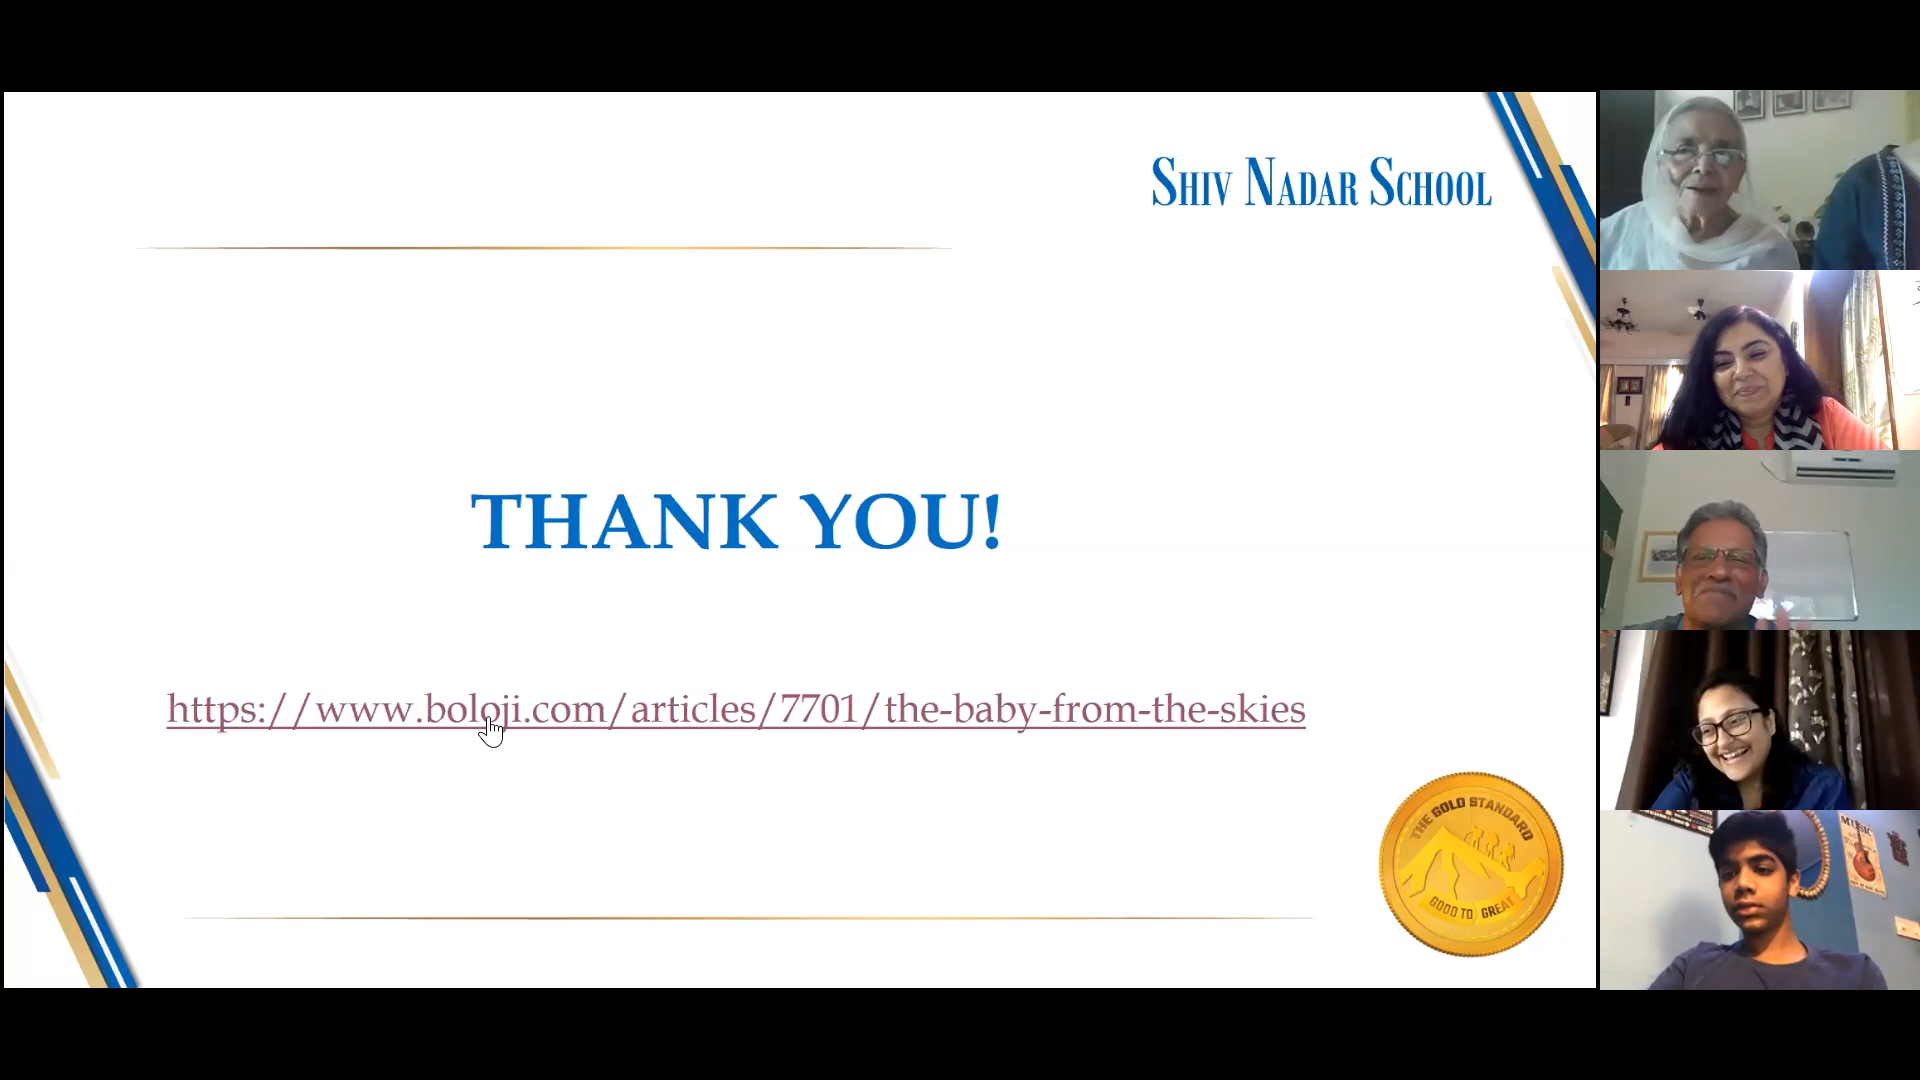 SHIV NADAR SCHOOL
THANK YOU!
https://www.boloji.com/articles/7701/the-baby-from-the-skies
THE GOLD STANDARD
GOOD TO GREAT
MUSIC